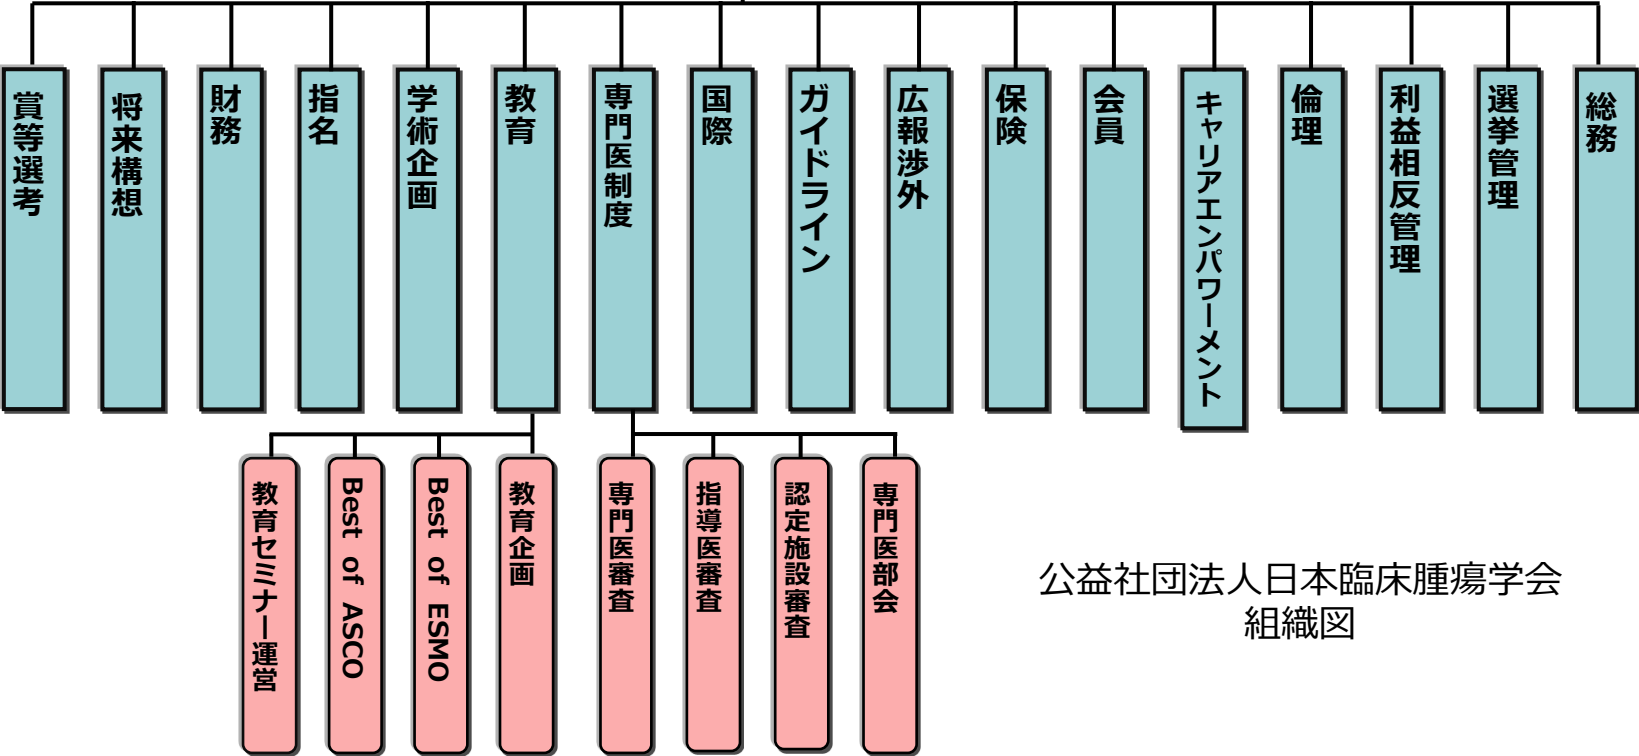 賞等選考
将来構想
財務
指名
学術企画
教育
専門医制度
国際
ガイドライン
広報渉外
保険
会員
キャリアエンパワーメント
倫理
利益相反管理
選挙管理
総務
教育セミナー運営
Best of ASCO
Best of ESMO
教育企画
専門医審査
指導医審査
認定施設審査
専門医部会
公益社団法人日本臨床腫瘍学会
組織図